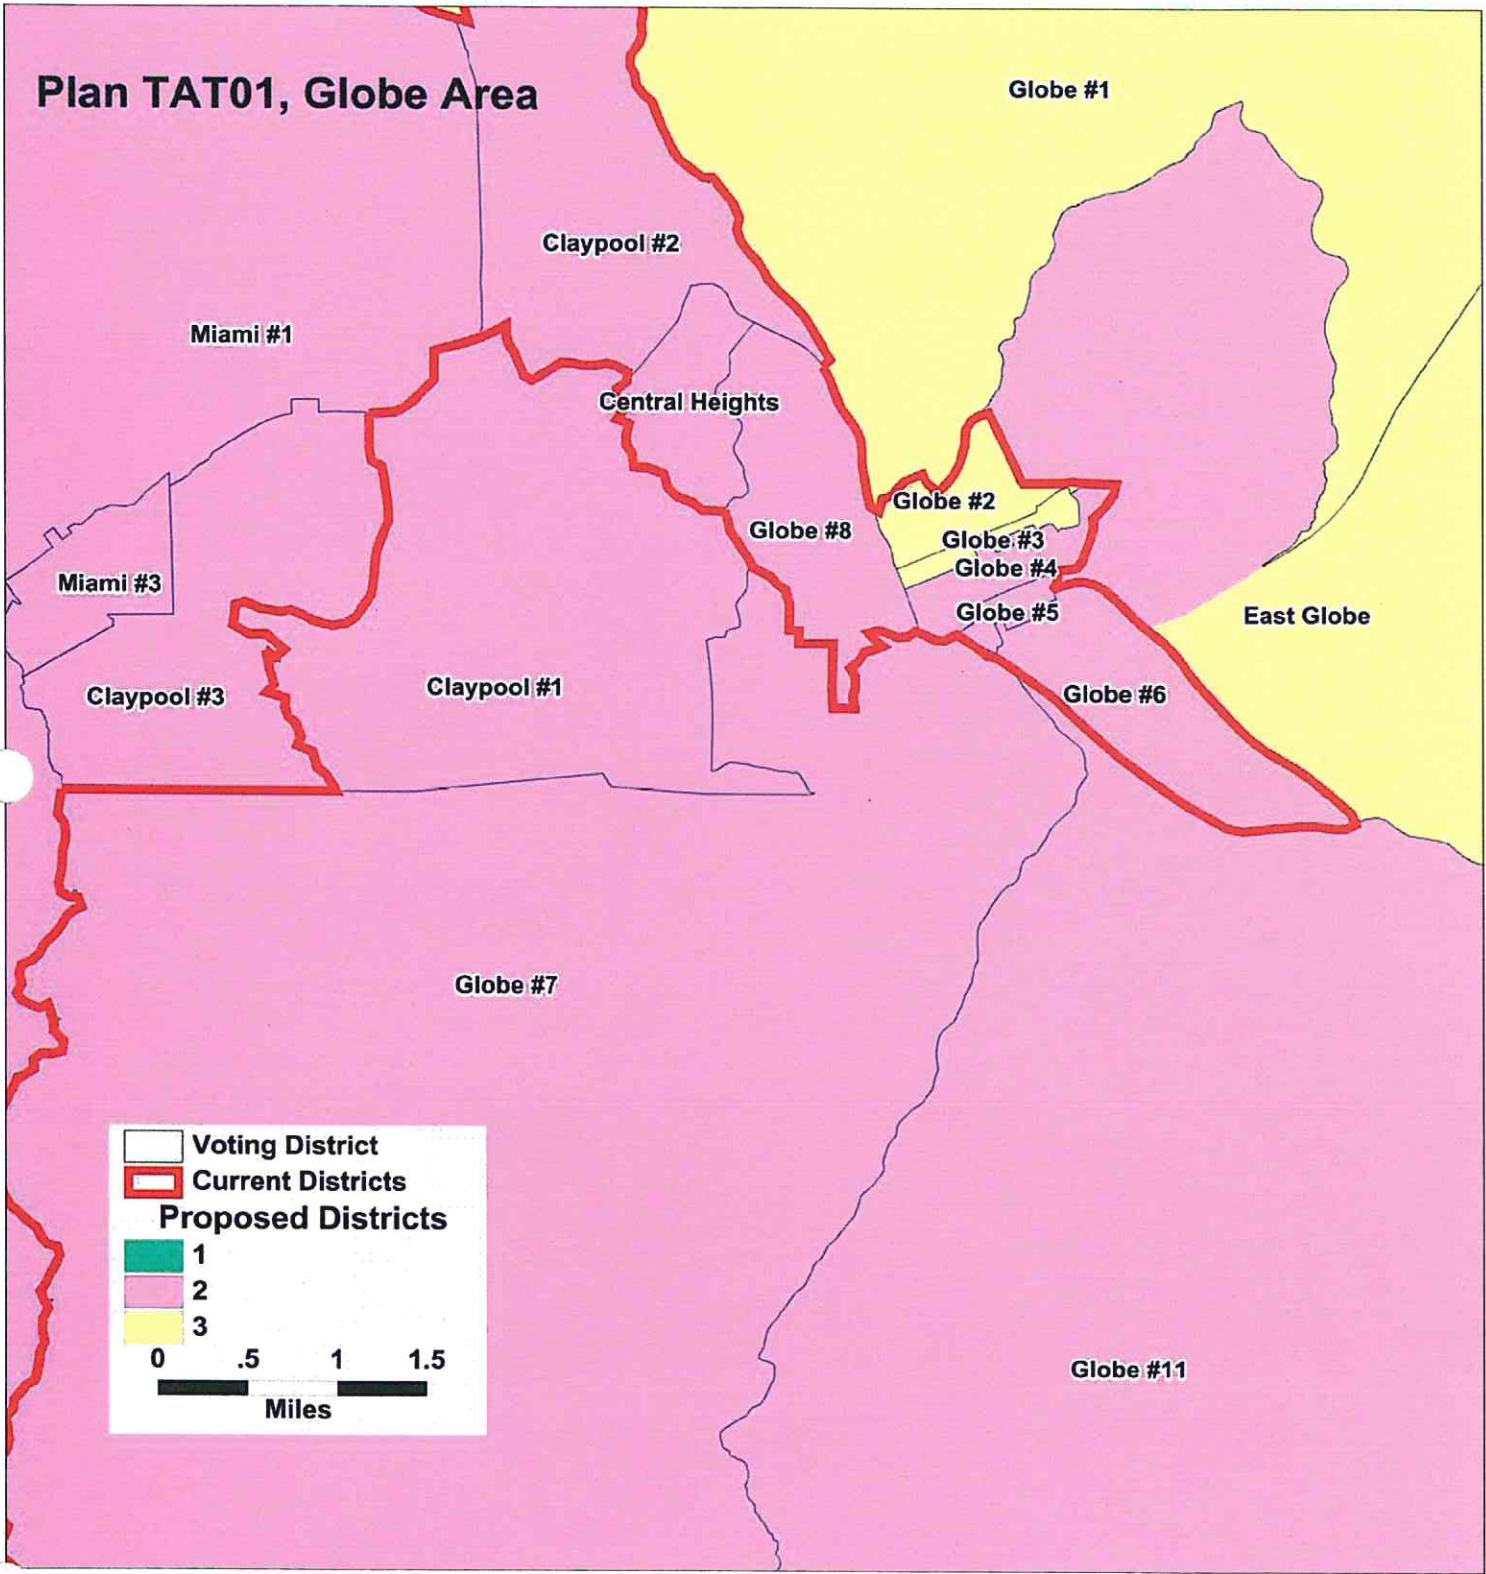 Plan TAT01, Globe Area
Globe #1
Claypool #2
Miami #1
Central Heights
Globe #2
Globe #8
Globe #3
Globe #4
Miami #3
Globe #5
East Globe
Claypool #3
Claypool #1
Globe #6
Globe #7
Voting District
Current Districts
Proposed Districts
1
2
3
0 .5 1 1.5
Miles
Globe #11